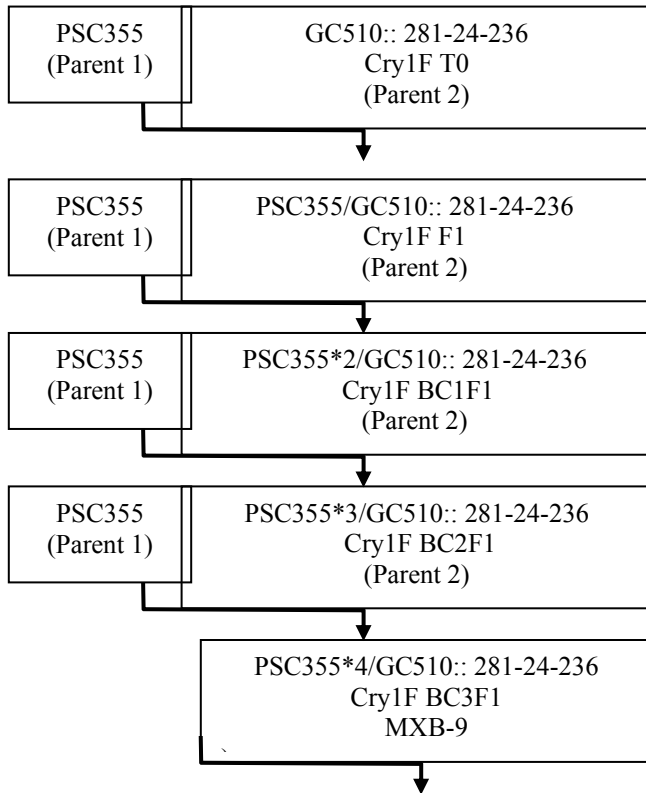 PSC355
(Parent 1)
GC510:: 281-24-236
Cry1F T0
(Parent 2)
PSC355
(Parent 1)
PSC355/GC510:: 281-24-236
Cry1F F1
(Parent 2)
PSC355
(Parent 1)
PSC355*2/GC510:: 281-24-236
Cry1F BC1F1
(Parent 2)
PSC355
(Parent 1)
PSC355*3/GC510:: 281-24-236
Cry1F BC2F1
(Parent 2)
PSC355*4/GC510:: 281-24-236
Cry1F BC3F1
MXB-9
`